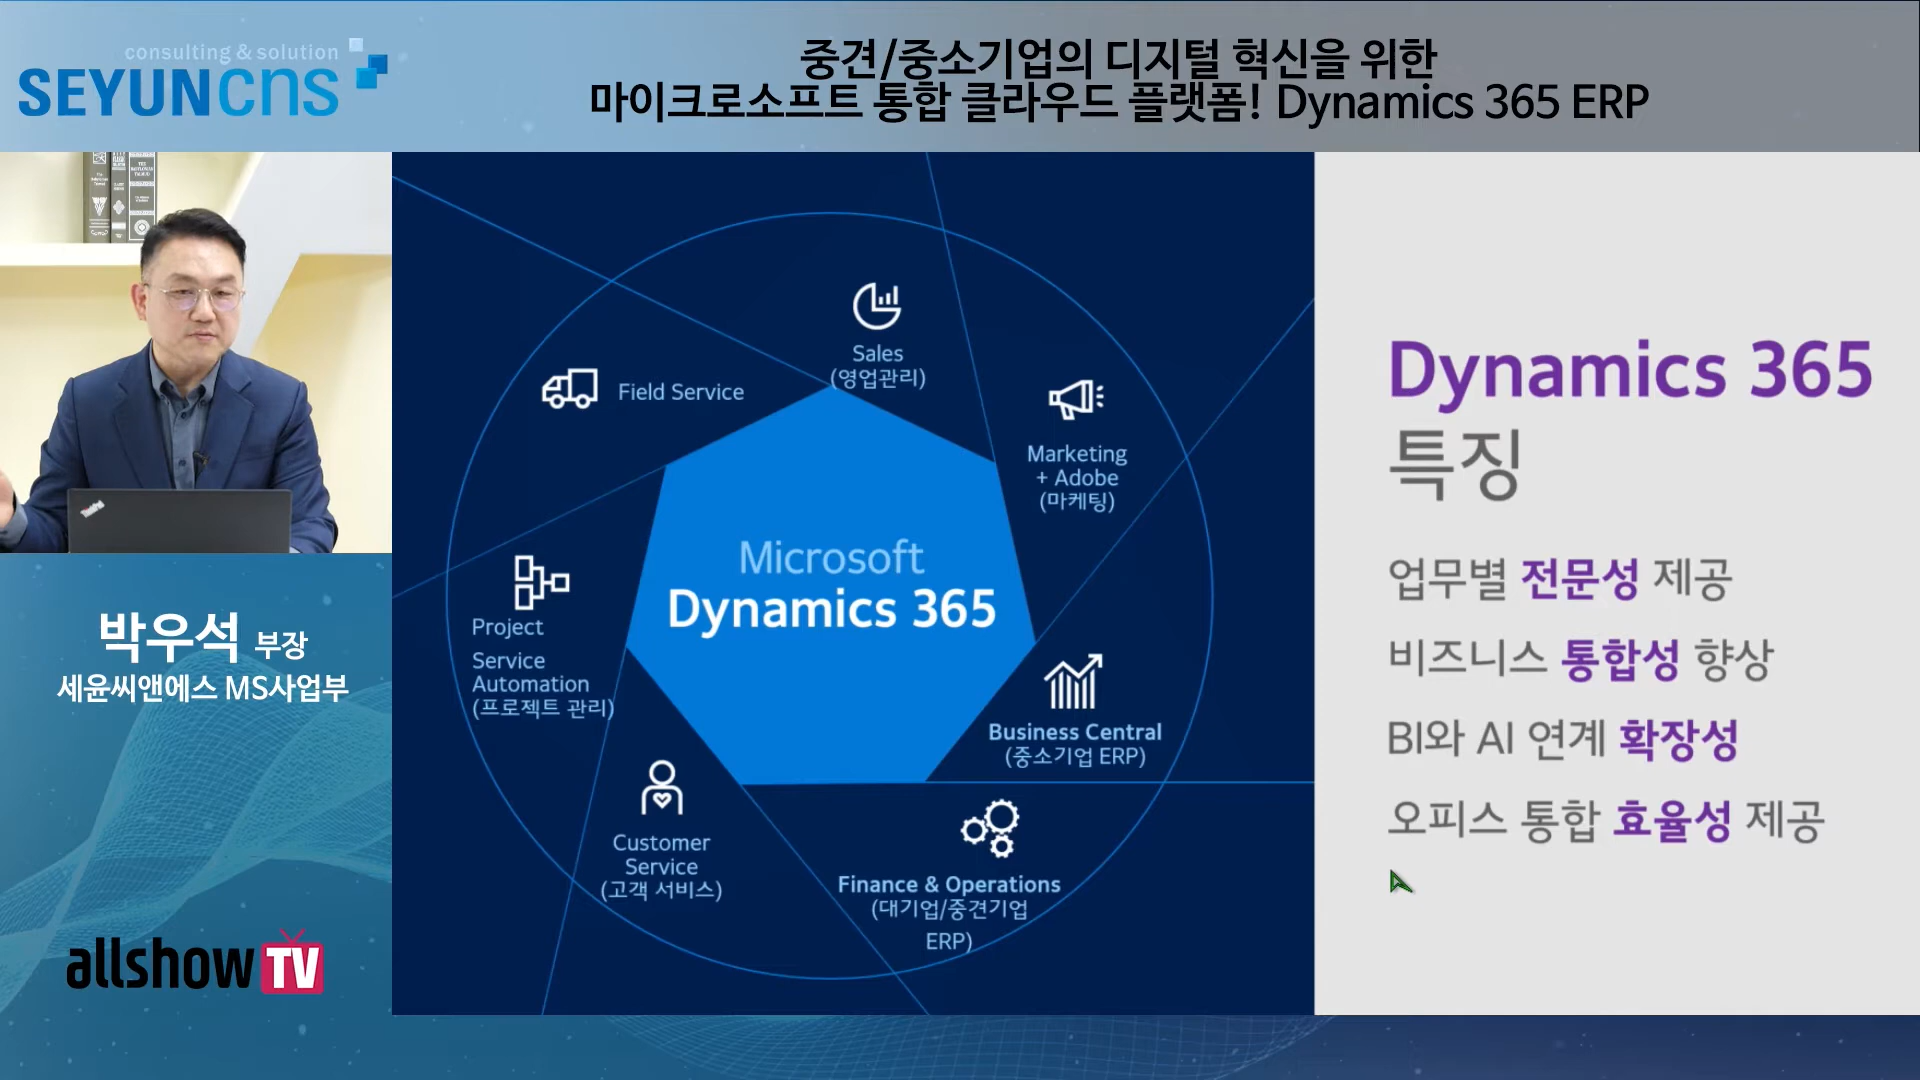 consulting & solution
SEYUNCNS
중견/중소기업의 디지털 혁신을 위한
마이크로소프트 통합 클라우드 플랫폼! Dynamics 365 ERP
Sales
(영업관리)
Field Service
Marketing
+ Adobe
(마케팅)
Microsoft
Dynamics 365
Project
Service
Automation
(프로젝트 관리)
Business Central
(중소기업 ERP)
Customer
Service
(고객 서비스)
Finance & Operations
(대기업/중견기업
ERP)
Dynamics 365
특징
업무별 전문성 제공
비즈니스 통합성 향상
BI와 AI 연계 확장성
오피스 통합 효율성 제공
ThinkPad
박우석 부장
세윤씨앤에스 MS사업부
allshow TV